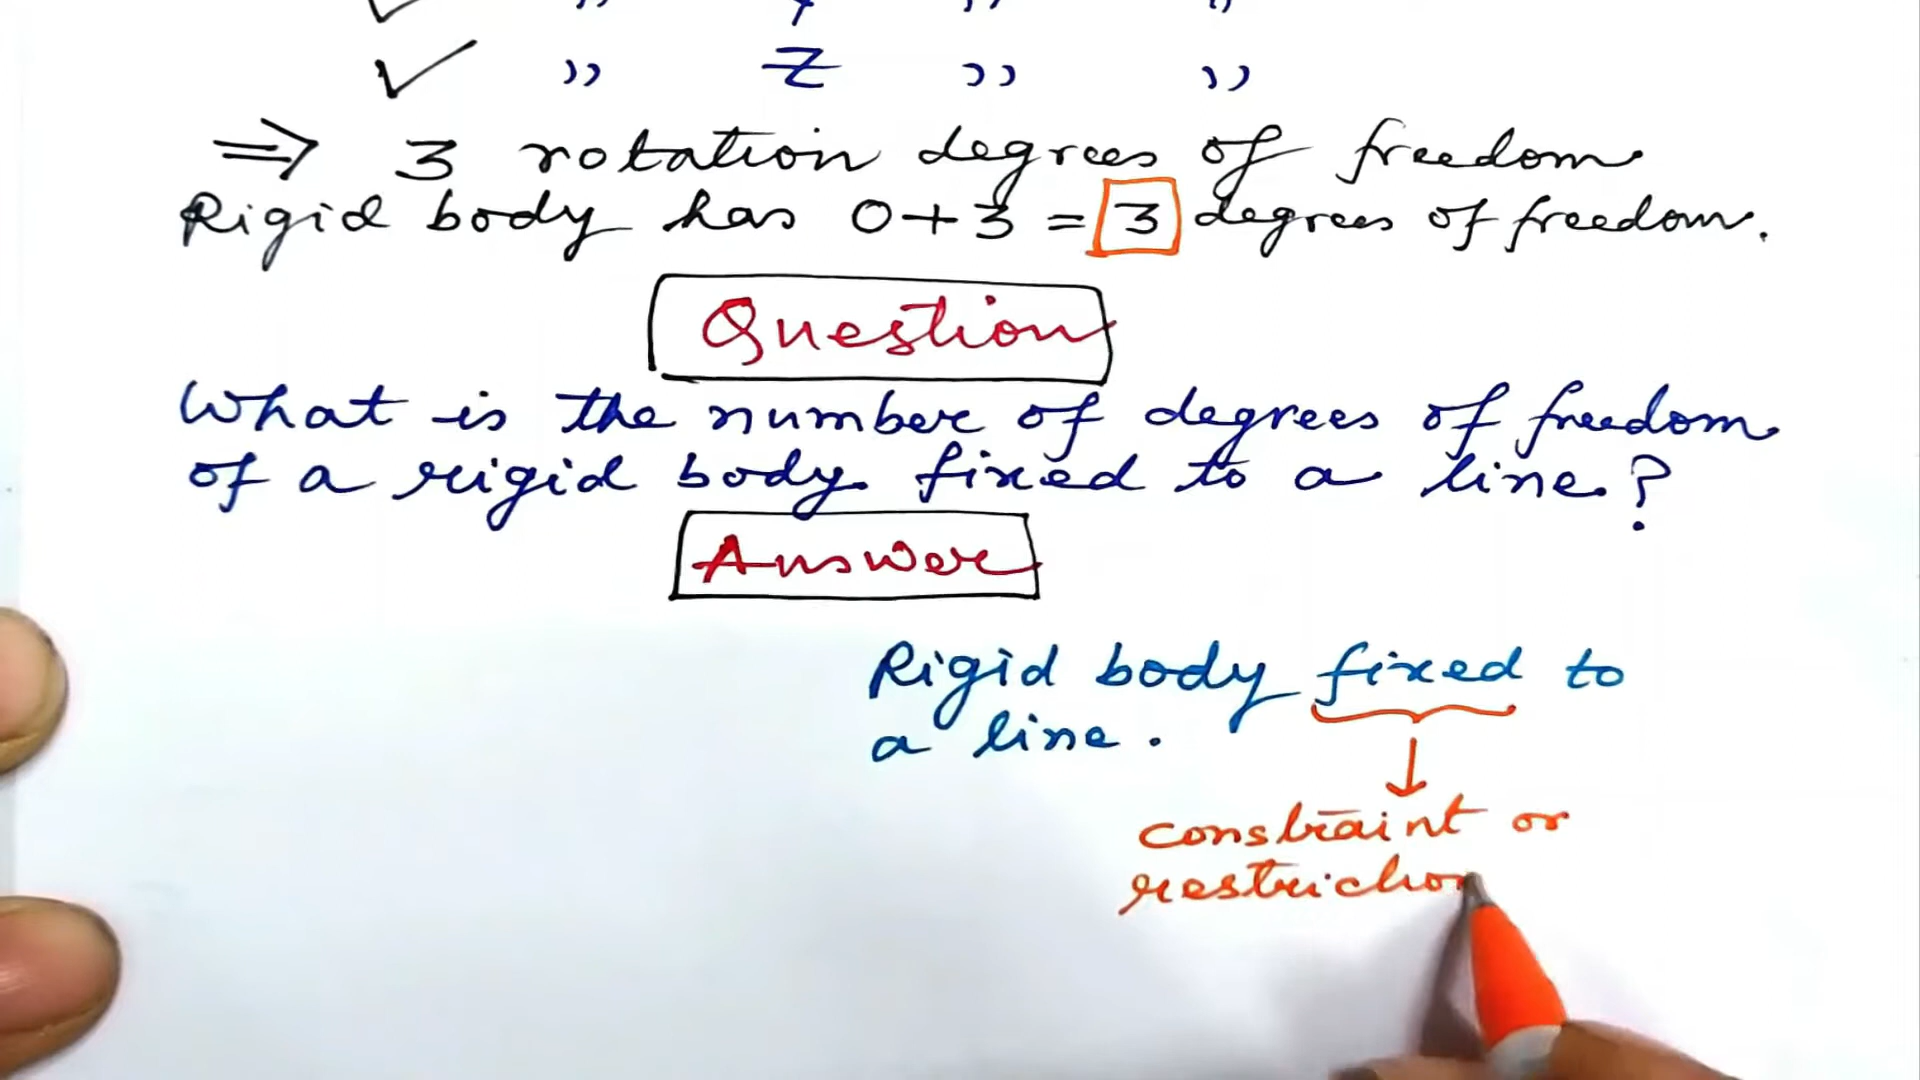 ✓ ,, Z ,, ,,
⇒ 3 rotation degrees of freedom
Rigid body has 0+3 = 3 degrees of freedom.
Question
What is the number of degrees of freedom
of a rigid body fixed to a line?
Answer
Rigid body fixed to
a line.
constraint or
restriction